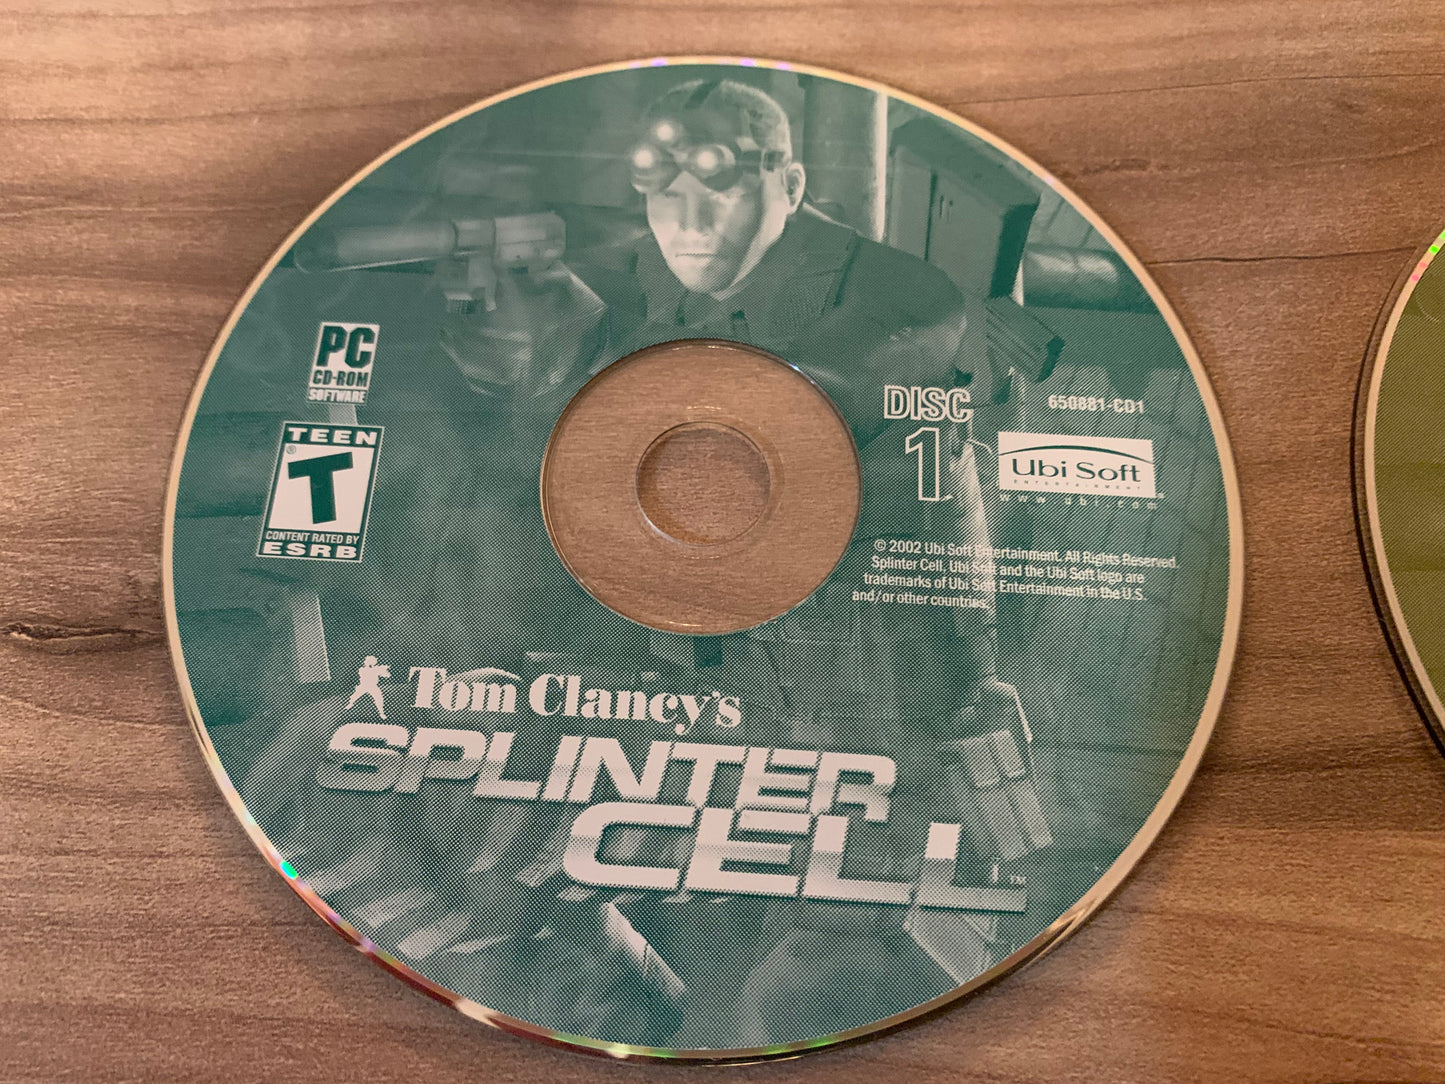 PC
CD-ROM
SOFTWARE
TEEN
T
®
CONTENT RATED BY
ESRB
DISC
1
650881-CD1
Ubi Soft
ENTERTAINMENT
®
www.ubi.com
© 2002 Ubi Soft Entertainment. All Rights Reserved.
Splinter Cell, Ubi Soft and the Ubi Soft logo are
trademarks of Ubi Soft Entertainment in the U.S.
and/or other countries.
Tom Clancy's
SPLINTER
CELL
™